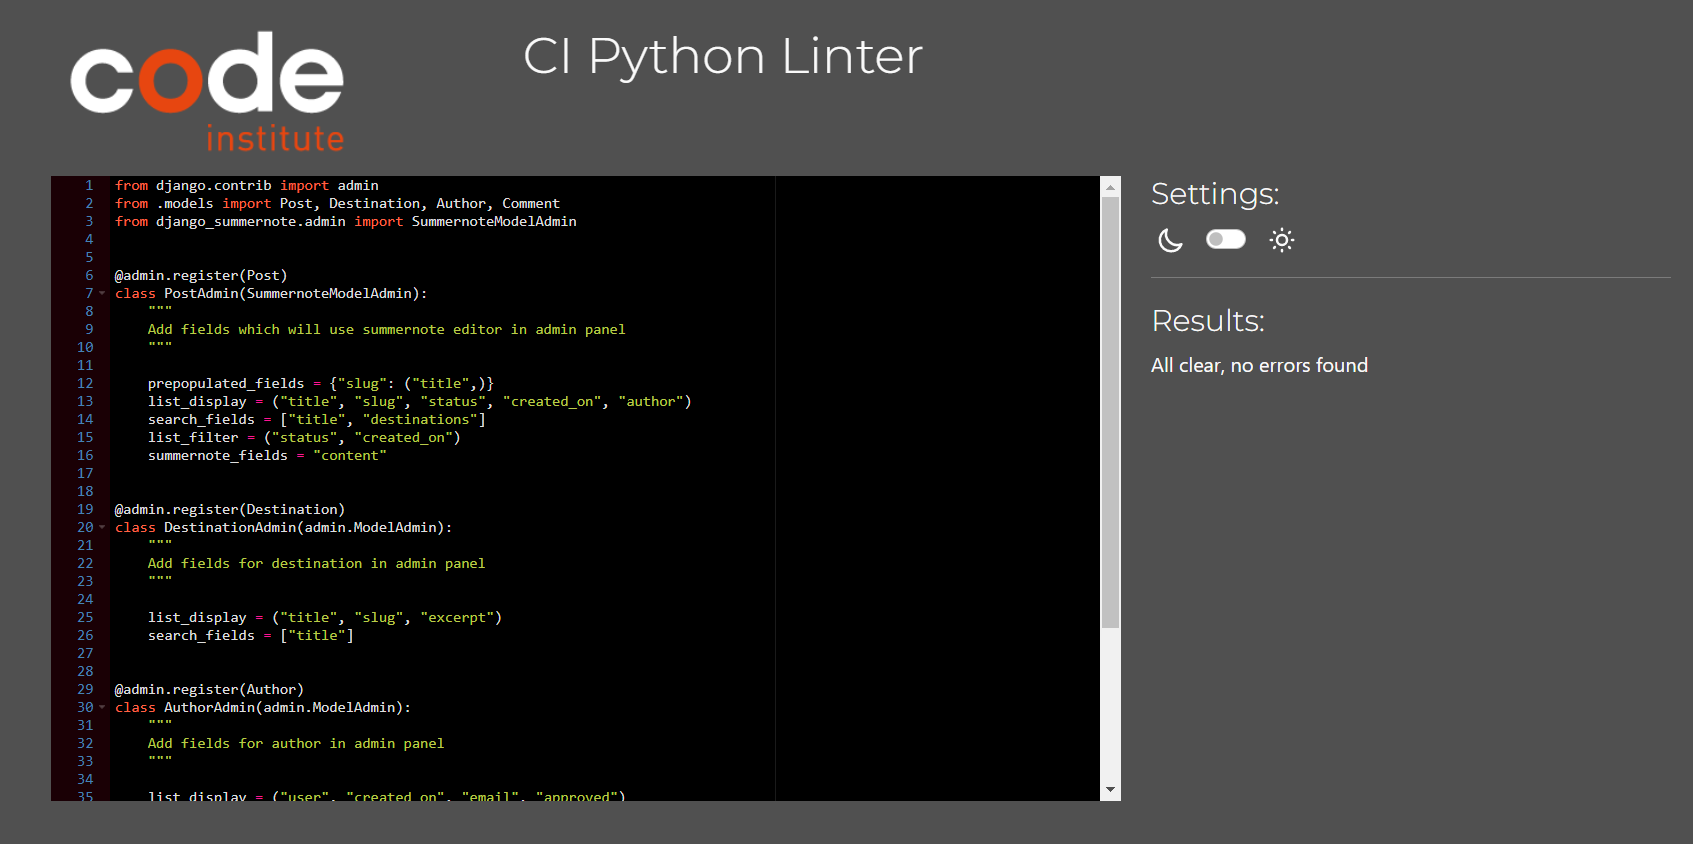 code
institute
CI Python Linter
1 from django.contrib import admin
2 from .models import Post, Destination, Author, Comment
3 from django_summernote.admin import SummernoteModelAdmin
4
5
6 @admin.register(Post)
7 class PostAdmin(SummernoteModelAdmin):
8     """
9     Add fields which will use summernote editor in admin panel
10     """
11
12     prepopulated_fields = {"slug": ("title",)}
13     list_display = ("title", "slug", "status", "created_on", "author")
14     search_fields = ["title", "destinations"]
15     list_filter = ("status", "created_on")
16     summernote_fields = "content"
17
18
19 @admin.register(Destination)
20 class DestinationAdmin(admin.ModelAdmin):
21     """
22     Add fields for destination in admin panel
23     """
24
25     list_display = ("title", "slug", "excerpt")
26     search_fields = ["title"]
27
28
29 @admin.register(Author)
30 class AuthorAdmin(admin.ModelAdmin):
31     """
32     Add fields for author in admin panel
33     """
34
35     list_display = ("user", "created_on", "email", "approved")
Settings:
Results:
All clear, no errors found